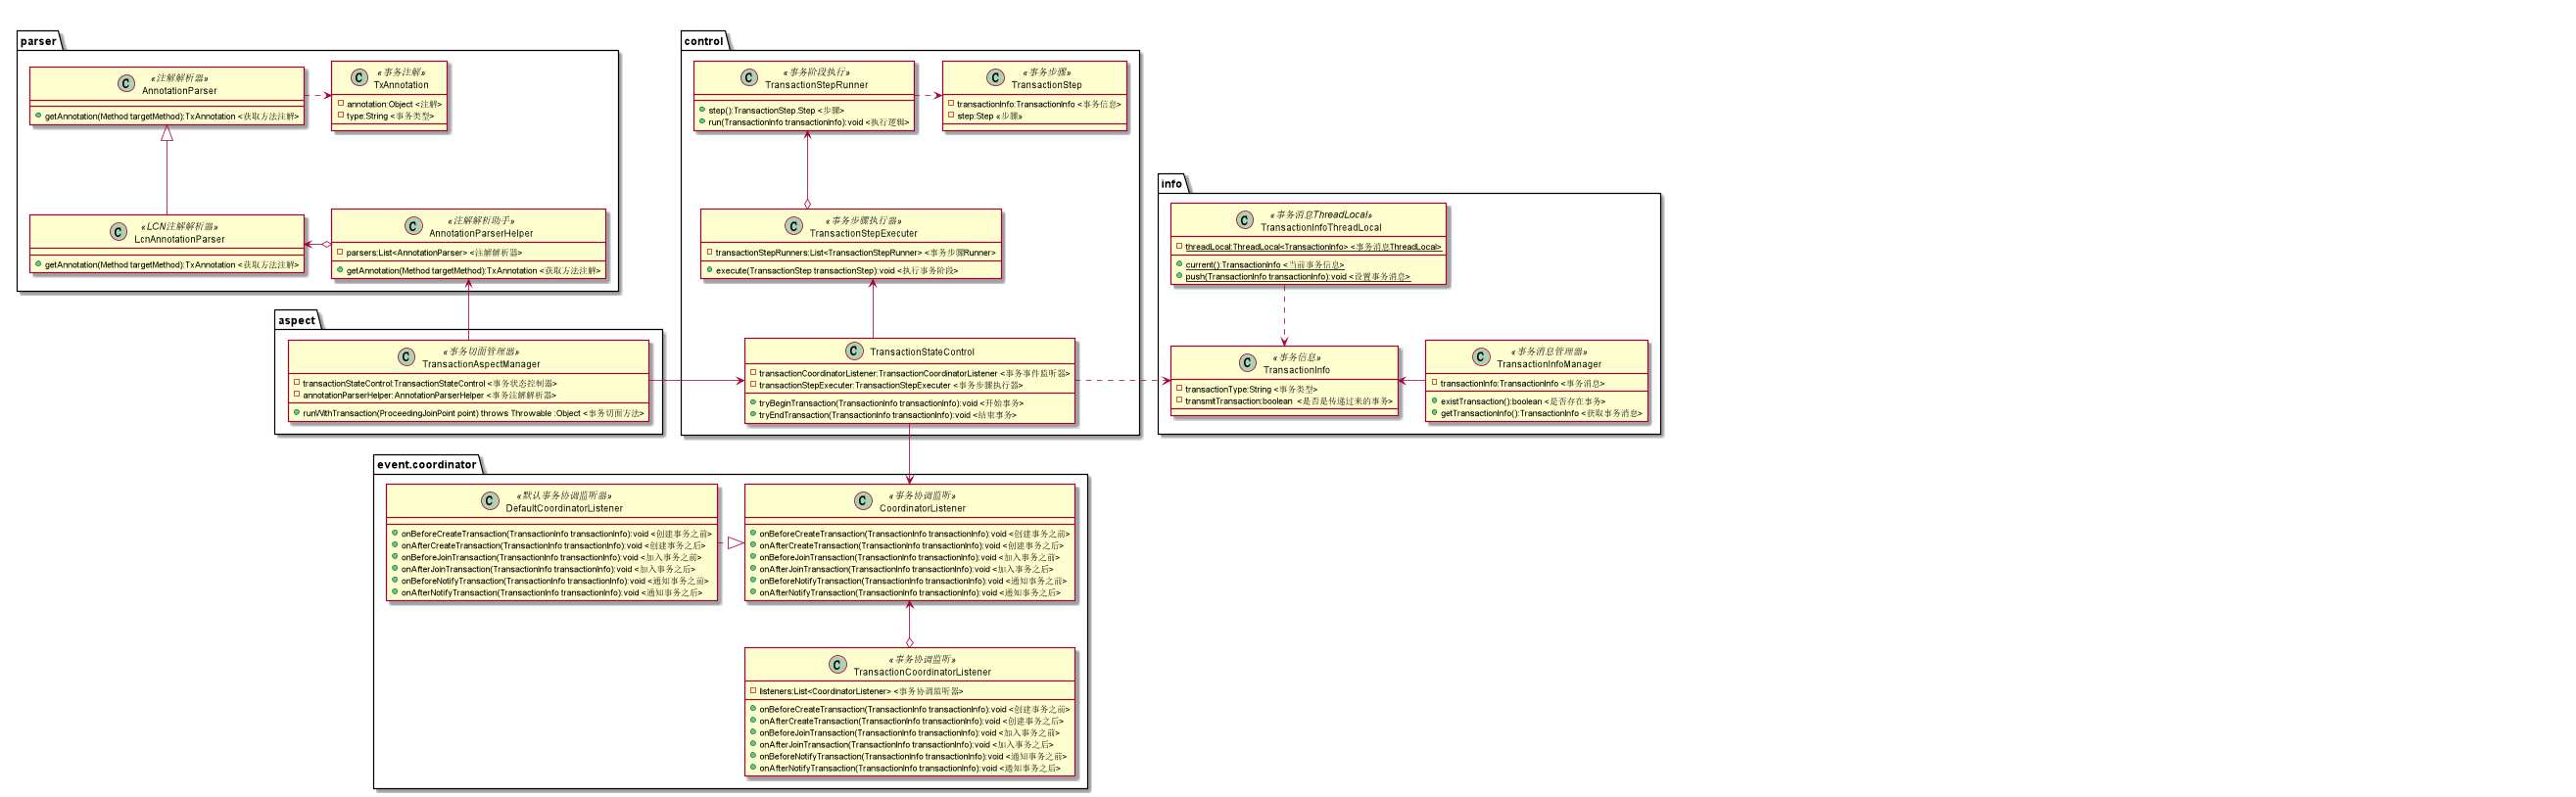 parser
«注解解析器»
AnnotationParser
getAnnotation(Method targetMethod):TxAnnotation <获取方法注解>
«事务注解»
TxAnnotation
annotation:Object <注解>
type:String <事务类型>
«LCN注解解析器»
LcnAnnotationParser
getAnnotation(Method targetMethod):TxAnnotation <获取方法注解>
«注解解析助手»
AnnotationParserHelper
parsers:List<AnnotationParser> <注解解析器>
getAnnotation(Method targetMethod):TxAnnotation <获取方法注解>
aspect
«事务切面管理器»
TransactionAspectManager
transactionStateControl:TransactionStateControl <事务状态控制器>
annotationParserHelper:AnnotationParserHelper <事务注解解析器>
runWithTransaction(ProceedingJoinPoint point) throws Throwable :Object <事务切面方法>
control
«事务阶段执行»
TransactionStepRunner
step():TransactionStep.Step <步骤>
run(TransactionInfo transactionInfo):void <执行逻辑>
«事务步骤»
TransactionStep
transactionInfo:TransactionInfo <事务信息>
step:Step «步骤»
«事务步骤执行器»
TransactionStepExecuter
transactionStepRunners:List<TransactionStepRunner> <事务步骤Runner>
execute(TransactionStep transactionStep):void <执行事务阶段>
TransactionStateControl
transactionCoordinatorListener:TransactionCoordinatorListener <事务事件监听器>
transactionStepExecuter:TransactionStepExecuter <事务步骤执行器>
tryBeginTransaction(TransactionInfo transactionInfo):void <开始事务>
tryEndTransaction(TransactionInfo transactionInfo):void <结束事务>
info
«事务消息ThreadLocal»
TransactionInfoThreadLocal
threadLocal:ThreadLocal<TransactionInfo> <事务消息ThreadLocal>
current():TransactionInfo <当前事务信息>
push(TransactionInfo transactionInfo):void <设置事务消息>
«事务信息»
TransactionInfo
transactionType:String <事务类型>
transmitTransaction:boolean <是否是传递过来的事务>
«事务消息管理器»
TransactionInfoManager
transactionInfo:TransactionInfo <事务消息>
existTransaction():boolean <是否存在事务>
getTransactionInfo():TransactionInfo <获取事务消息>
event.coordinator
«默认事务协调监听器»
DefaultCoordinatorListener
onBeforeCreateTransaction(TransactionInfo transactionInfo):void <创建事务之前>
onAfterCreateTransaction(TransactionInfo transactionInfo):void <创建事务之后>
onBeforeJoinTransaction(TransactionInfo transactionInfo):void <加入事务之前>
onAfterJoinTransaction(TransactionInfo transactionInfo):void <加入事务之后>
onBeforeNotifyTransaction(TransactionInfo transactionInfo):void <通知事务之前>
onAfterNotifyTransaction(TransactionInfo transactionInfo):void <通知事务之后>
«事务协调监听»
CoordinatorListener
onBeforeCreateTransaction(TransactionInfo transactionInfo):void <创建事务之前>
onAfterCreateTransaction(TransactionInfo transactionInfo):void <创建事务之后>
onBeforeJoinTransaction(TransactionInfo transactionInfo):void <加入事务之前>
onAfterJoinTransaction(TransactionInfo transactionInfo):void <加入事务之后>
onBeforeNotifyTransaction(TransactionInfo transactionInfo):void <通知事务之前>
onAfterNotifyTransaction(TransactionInfo transactionInfo):void <通知事务之后>
«事务协调监听»
TransactionCoordinatorListener
listeners:List<CoordinatorListener> <事务协调监听器>
onBeforeCreateTransaction(TransactionInfo transactionInfo):void <创建事务之前>
onAfterCreateTransaction(TransactionInfo transactionInfo):void <创建事务之后>
onBeforeJoinTransaction(TransactionInfo transactionInfo):void <加入事务之前>
onAfterJoinTransaction(TransactionInfo transactionInfo):void <加入事务之后>
onBeforeNotifyTransaction(TransactionInfo transactionInfo):void <通知事务之前>
onAfterNotifyTransaction(TransactionInfo transactionInfo):void <通知事务之后>